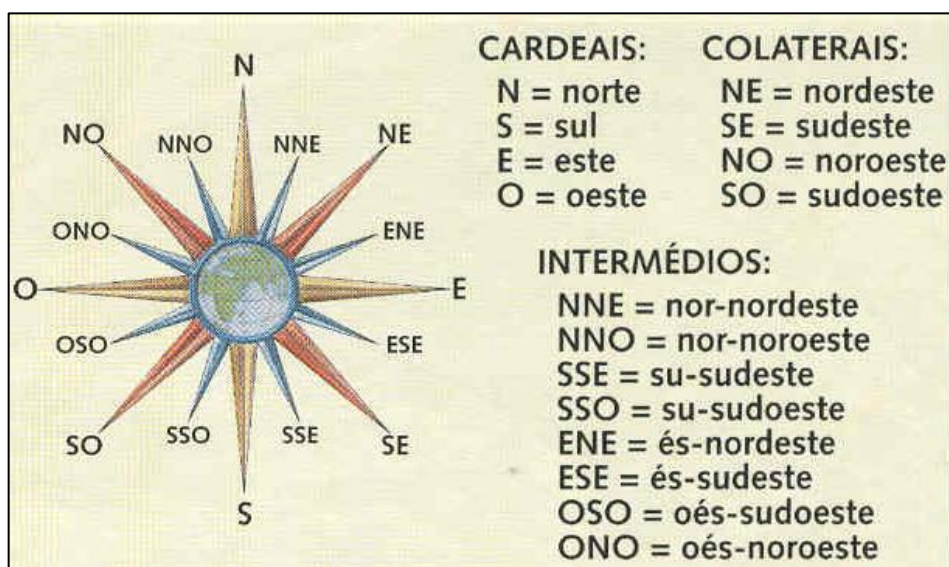 N
NO
NNO
NNE
NE
ONO
ENE
O
E
OSO
ESE
SO
SSO
SSE
SE
S
CARDEAIS:
N = norte
S = sul
E = este
O = oeste
COLATERAIS:
NE = nordeste
SE = sudeste
NO = noroeste
SO = sudoeste
INTERMÉDIOS:
NNE = nor-nordeste
NNO = nor-noroeste
SSE = su-sudeste
SSO = su-sudoeste
ENE = és-nordeste
ESE = és-sudeste
OSO = oés-sudoeste
ONO = oés-noroeste